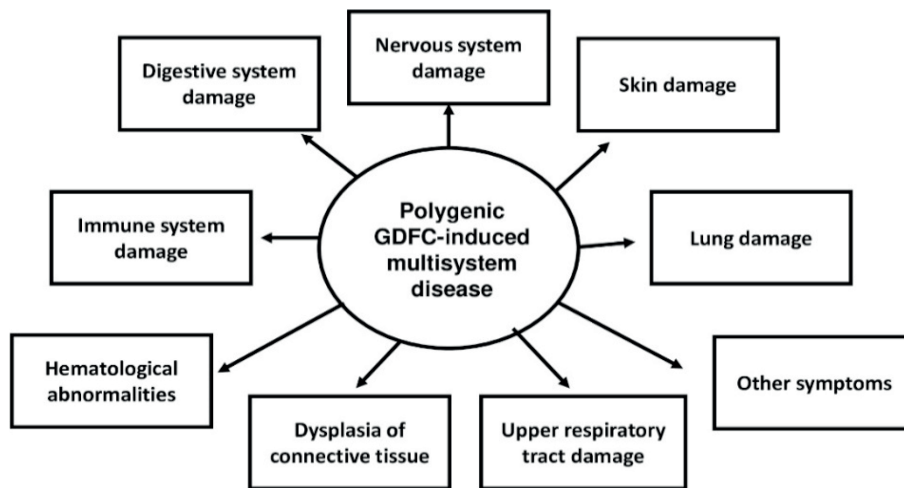 Nervous system
damage
Digestive system
damage
Skin damage
Immune system
damage
Polygenic
GDFC-induced
multisystem
disease
Lung damage
Hematological
abnormalities
Other symptoms
Dysplasia of
connective tissue
Upper respiratory
tract damage